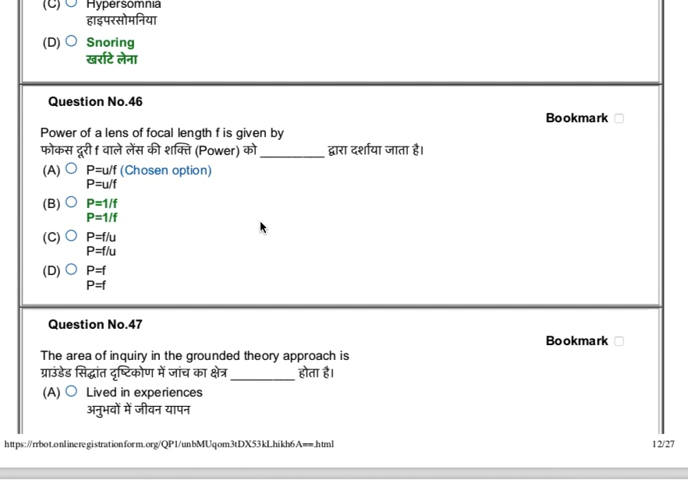 (C) Hypersomnia
हाइपरसोमनिया
(D) Snoring
खर्राटे लेना
Question No.46
Bookmark
Power of a lens of focal length f is given by
फोकस दूरी f वाले लेंस की शक्ति (Power) को ________ द्वारा दर्शाया जाता है।
(A) P=u/f (Chosen option)
P=u/f
(B) P=1/f
P=1/f
(C) P=f/u
P=f/u
(D) P=f
P=f
Question No.47
Bookmark
The area of inquiry in the grounded theory approach is
ग्राउंडेड सिद्धांत दृष्टिकोण में जांच का क्षेत्र ________ होता है।
(A) Lived in experiences
अनुभवों में जीवन यापन
https://rrbot.onlineregistrationform.org/QP1/unbMUqom3tDX53kLhikh6A==.html 12/27